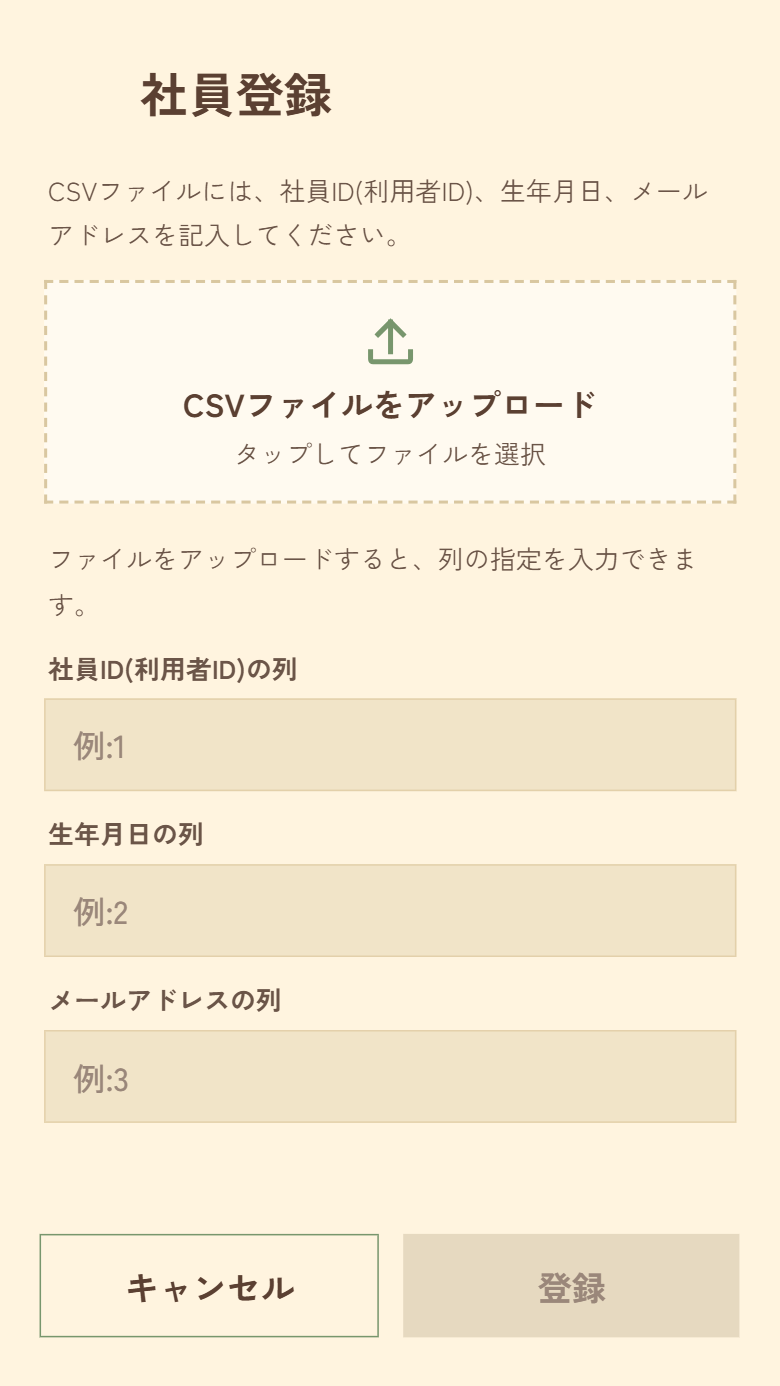 社員登録
CSVファイルには、社員ID(利用者ID)、生年月日、メール
アドレスを記入してください。
CSVファイルをアップロード
タップしてファイルを選択
ファイルをアップロードすると、列の指定を入力できま
す。
社員ID(利用者ID)の列
例:1
生年月日の列
例:2
メールアドレスの列
例:3
キャンセル
登録